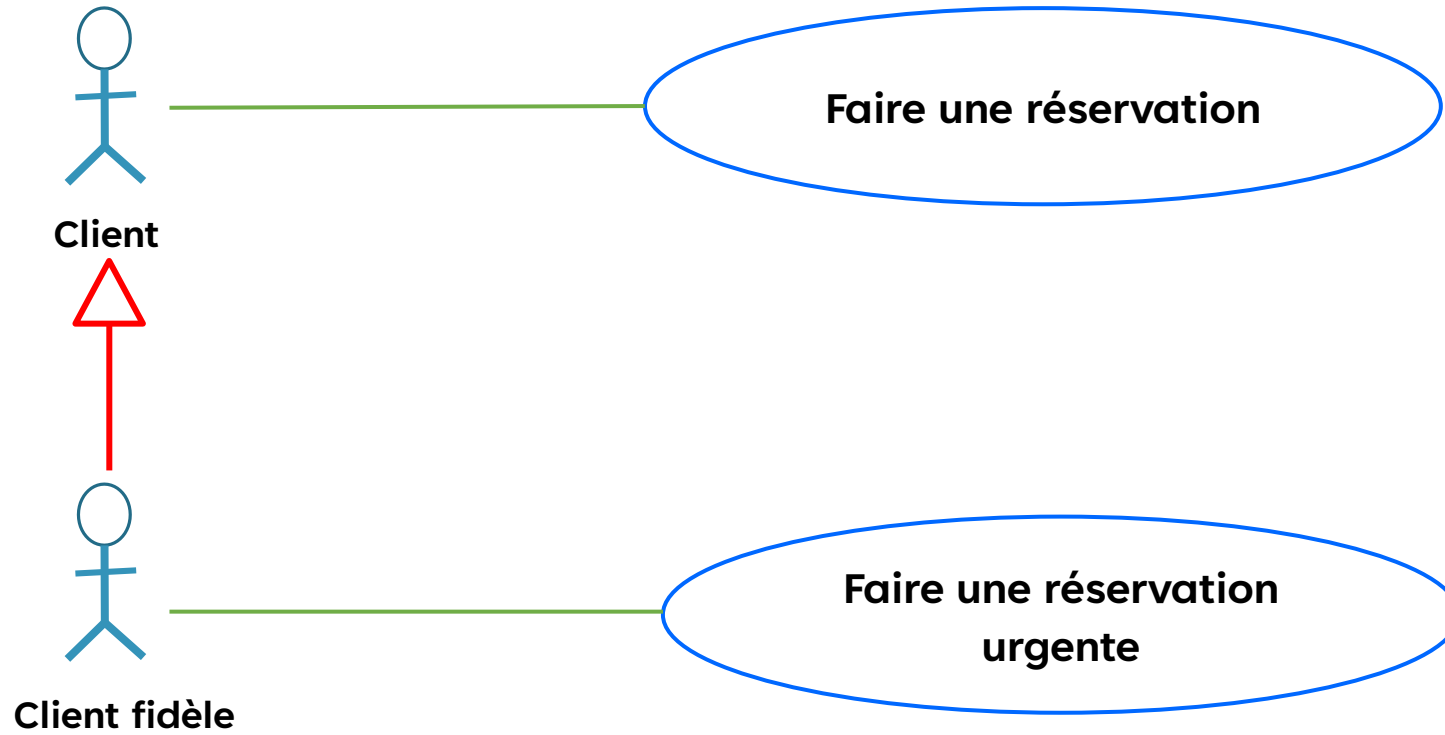 Faire une réservation
Client
Faire une réservation
urgente
Client fidèle